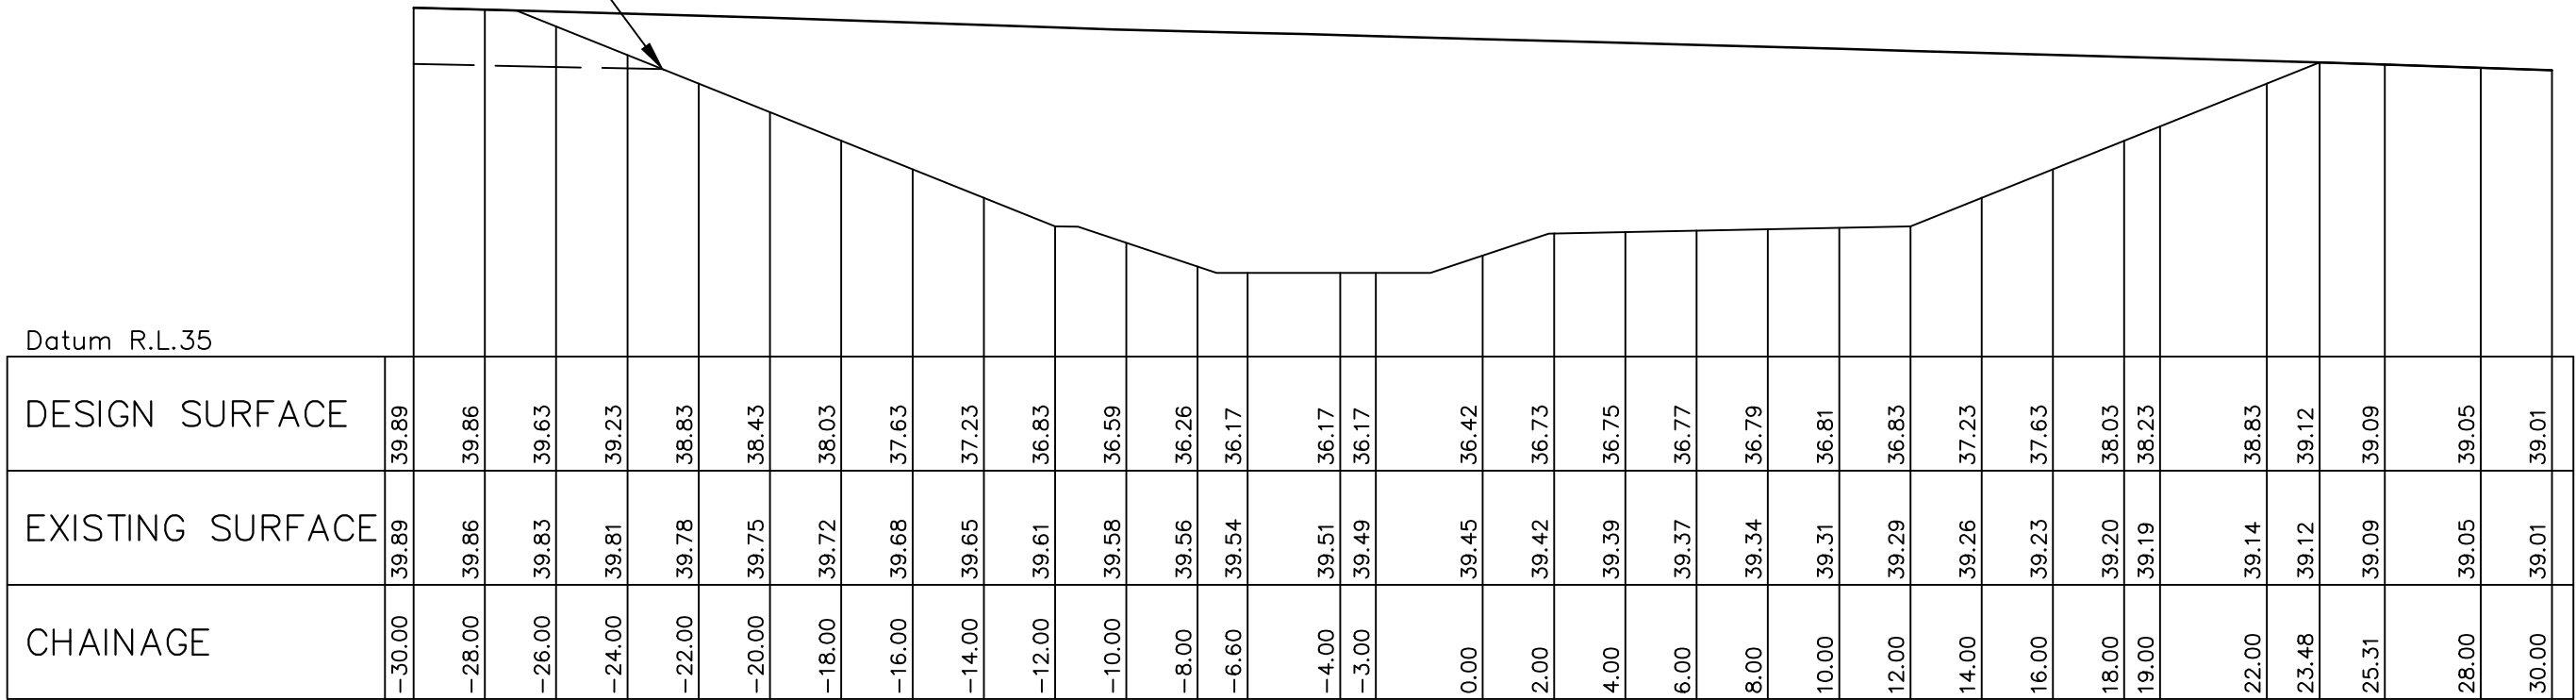 Datum R.L.35
DESIGN SURFACE 39.89 39.86 39.63 39.23 38.83 38.43 38.03 37.63 37.23 36.83 36.59 36.26 36.17 36.17 36.17 36.42 36.73 36.75 36.77 36.79 36.81 36.83 37.23 37.63 38.03 38.23 38.83 39.12 39.09 39.05 39.01
EXISTING SURFACE 39.89 39.86 39.83 39.81 39.78 39.75 39.72 39.68 39.65 39.61 39.58 39.56 39.54 39.51 39.49 39.45 39.42 39.39 39.37 39.34 39.31 39.29 39.26 39.23 39.20 39.19 39.14 39.12 39.09 39.05 39.01
CHAINAGE -30.00 -28.00 -26.00 -24.00 -22.00 -20.00 -18.00 -16.00 -14.00 -12.00 -10.00 -8.00 -6.60 -4.00 -3.00 0.00 2.00 4.00 6.00 8.00 10.00 12.00 14.00 16.00 18.00 19.00 22.00 23.48 25.31 28.00 30.00